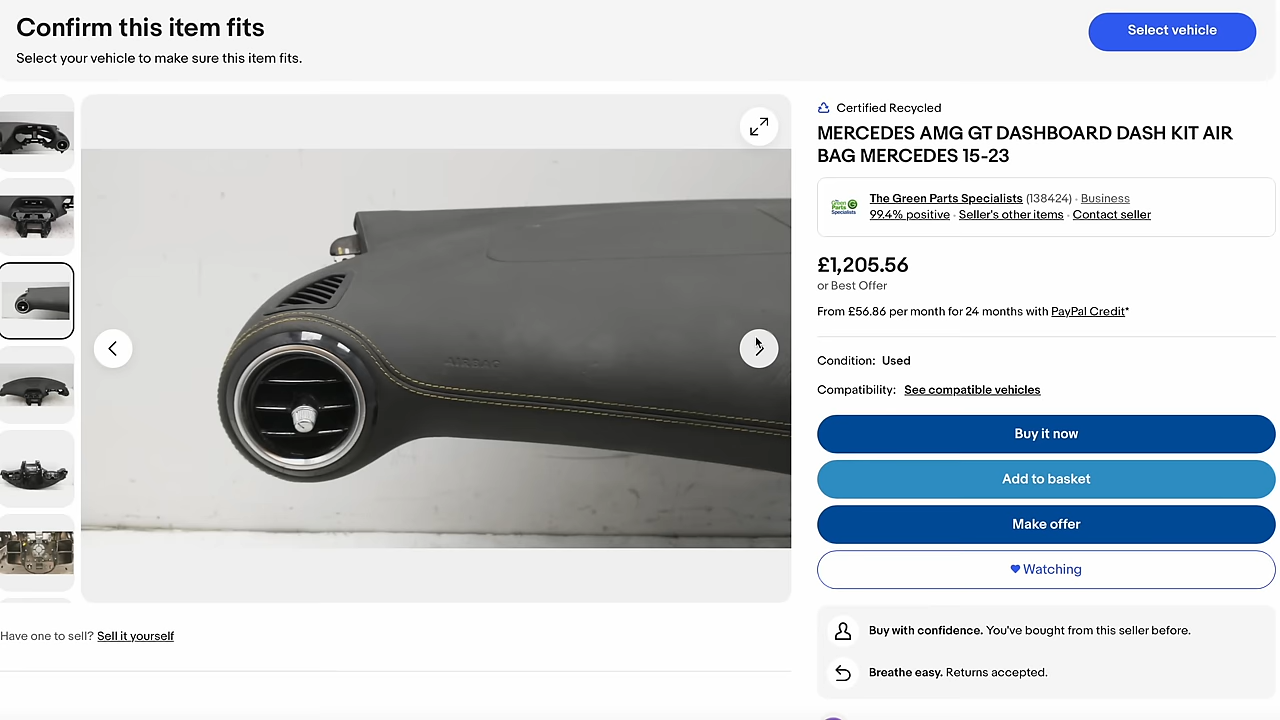 Confirm this item fits
Select your vehicle to make sure this item fits.
Select vehicle
Certified Recycled
MERCEDES AMG GT DASHBOARD DASH KIT AIR
BAG MERCEDES 15-23
The Green Parts Specialists (138424) · Business
99.4% positive · Seller's other items · Contact seller
£1,205.56
or Best Offer
From £56.86 per month for 24 months with PayPal Credit*
Condition: Used
Compatibility: See compatible vehicles
Buy it now
Add to basket
Make offer
Watching
Buy with confidence. You've bought from this seller before.
Breathe easy. Returns accepted.
AIRBAG
Have one to sell? Sell it yourself